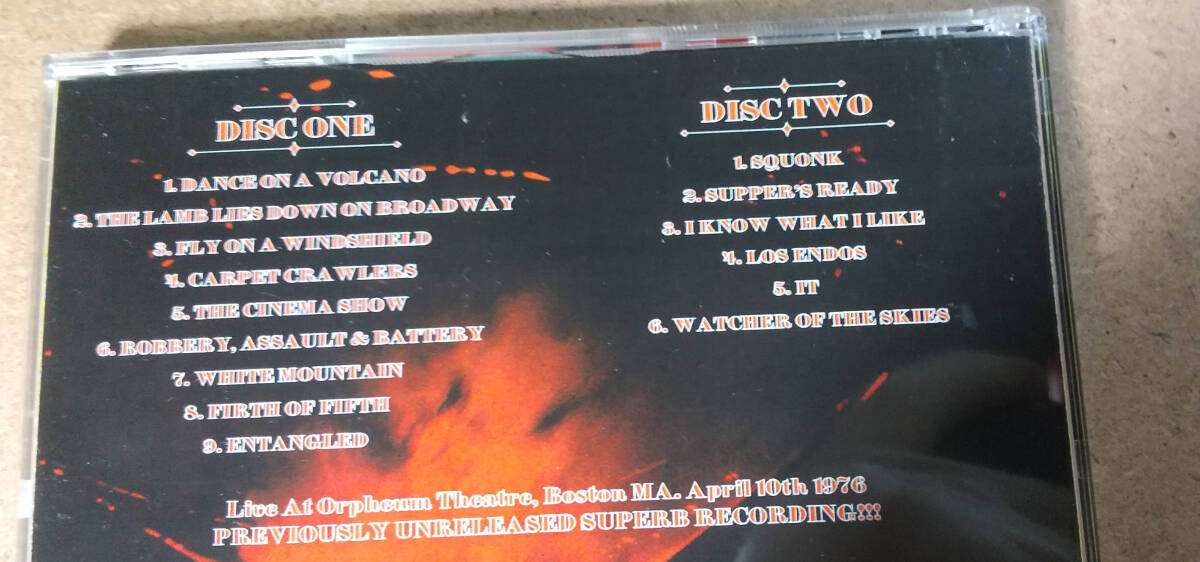 DISC ONE
1. DANCE ON A VOLCANO
2. THE LAMB LIES DOWN ON BROADWAY
3. FLY ON A WINDSHIELD
4. CARPET CRAWLERS
5. THE CINEMA SHOW
6. ROBBERY, ASSAULT & BATTERY
7. WHITE MOUNTAIN
8. FIRTH OF FIFTH
9. ENTANGLED
DISC TWO
1. SQUONK
2. SUPPER'S READY
3. I KNOW WHAT I LIKE
4. LOS ENDOS
5. IT
6. WATCHER OF THE SKIES
Live At Orpheum Theatre, Boston MA. April 10th 1976
PREVIOUSLY UNRELEASED SUPERB RECORDING!!!